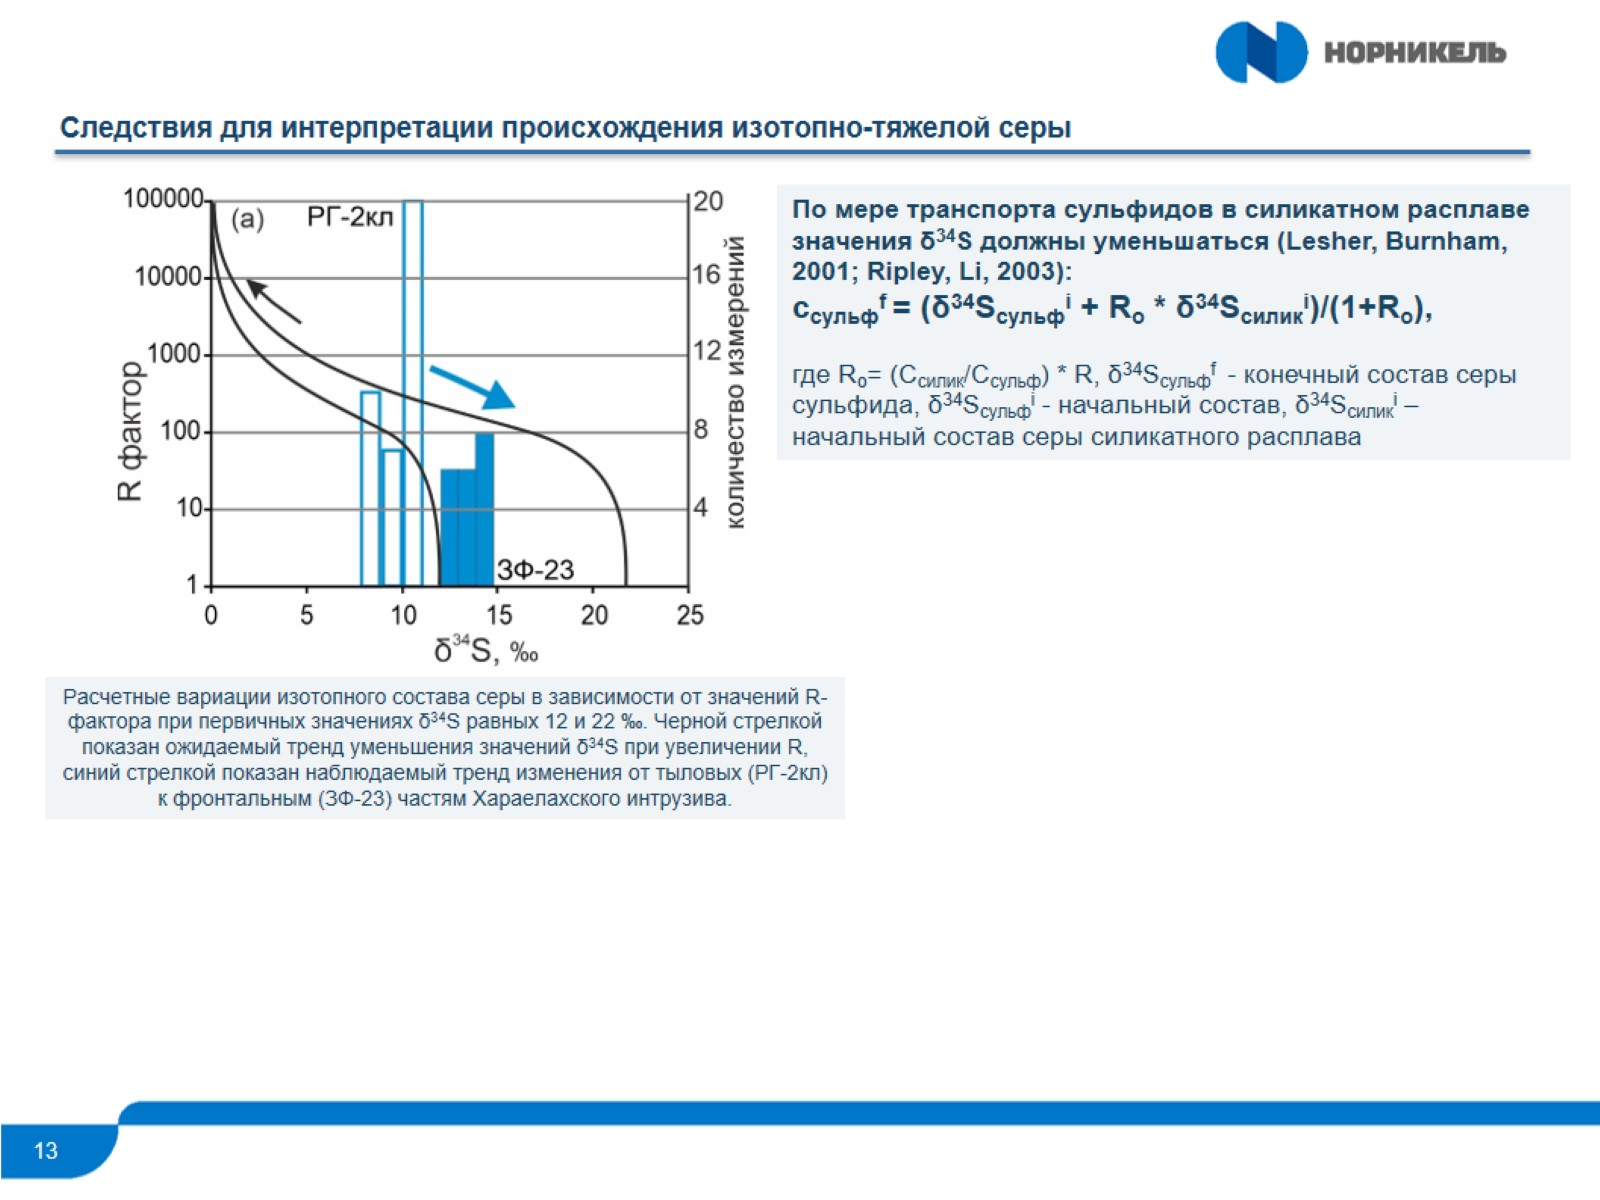 НОРНИКЕЛЬ
Следствия для интерпретации происхождения изотопно-тяжелой серы
100000
10000
1000
100
10
1
R фактор
(а)
РГ-2кл
ЗФ-23
20
16
12
8
4
количество измерений
0 5 10 15 20 25
δ³⁴S, ‰
По мере транспорта сульфидов в силикатном расплаве
значения δ³⁴S должны уменьшаться (Lesher, Burnham,
2001; Ripley, Li, 2003):
cсульфᶠ = (δ³⁴Sсульфⁱ + Rₒ * δ³⁴Sсиликⁱ)/(1+Rₒ),
где Rₒ= (Cсилик/Cсульф) * R, δ³⁴Sсульфᶠ - конечный состав серы
сульфида, δ³⁴Sсульфⁱ - начальный состав, δ³⁴Sсиликⁱ –
начальный состав серы силикатного расплава
Расчетные вариации изотопного состава серы в зависимости от значений R-
фактора при первичных значениях δ³⁴S равных 12 и 22 ‰. Черной стрелкой
показан ожидаемый тренд уменьшения значений δ³⁴S при увеличении R,
синий стрелкой показан наблюдаемый тренд изменения от тыловых (РГ-2кл)
к фронтальным (ЗФ-23) частям Хараелахского интрузива.
13